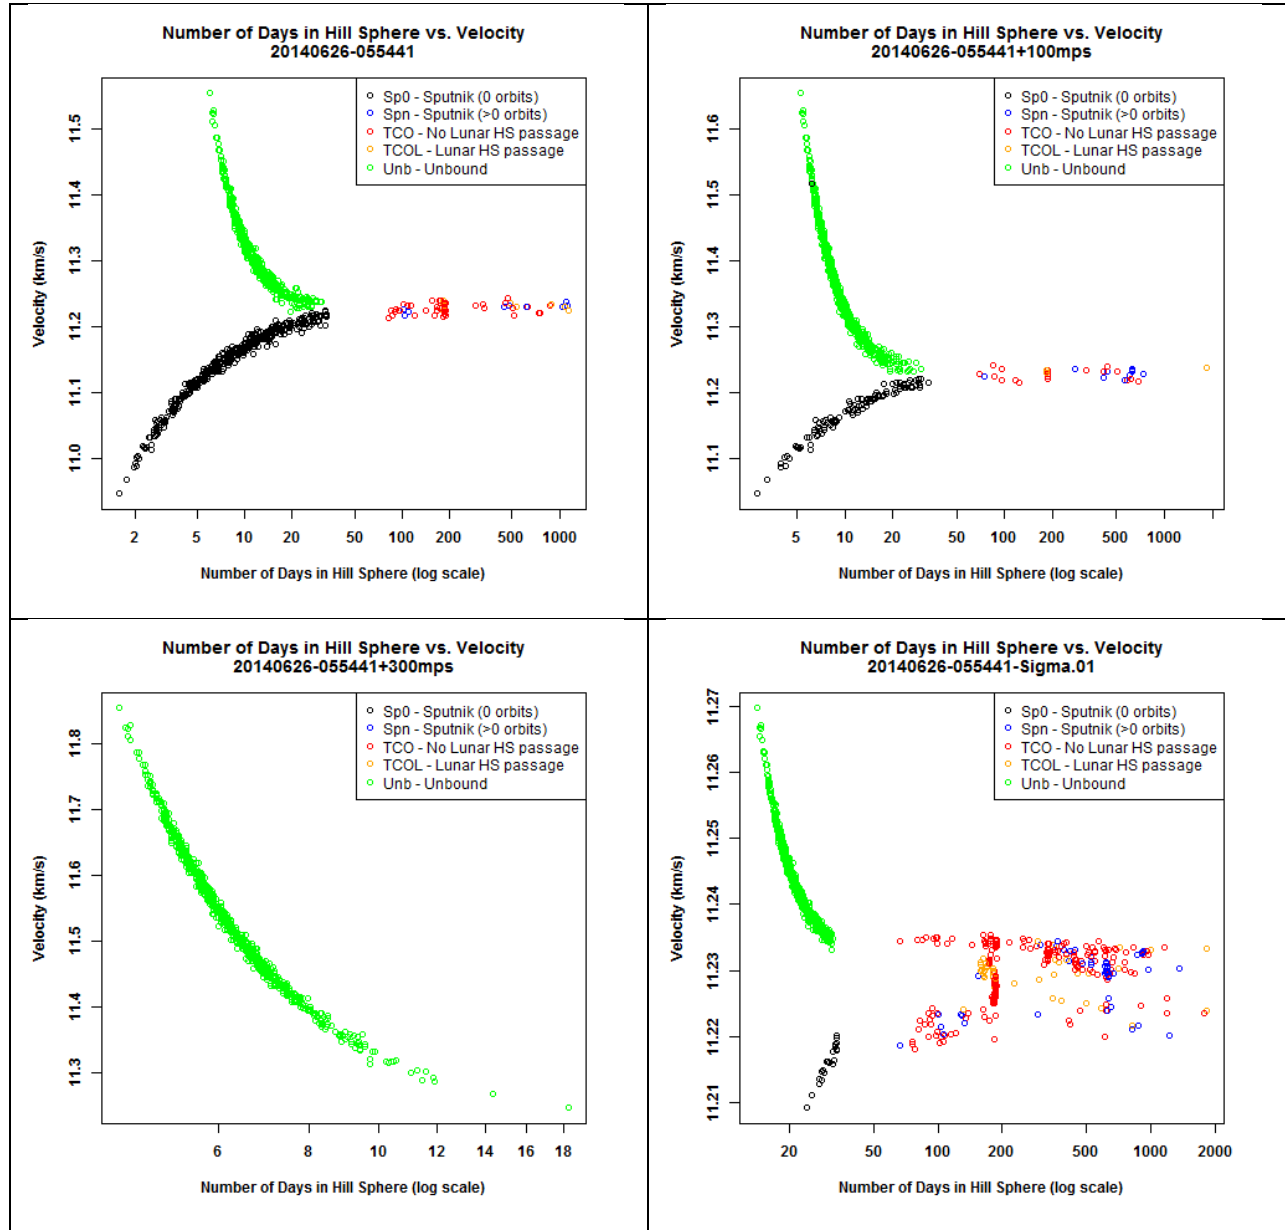 Number of Days in Hill Sphere vs. Velocity
20140626-055441
Sp0 - Sputnik (0 orbits)
Spn - Sputnik (>0 orbits)
TCO - No Lunar HS passage
TCOL - Lunar HS passage
Unb - Unbound
Velocity (km/s)
11.5
11.4
11.3
11.2
11.1
11.0
2 5 10 20 50 100 200 500 1000
Number of Days in Hill Sphere (log scale)
Number of Days in Hill Sphere vs. Velocity
20140626-055441+100mps
Sp0 - Sputnik (0 orbits)
Spn - Sputnik (>0 orbits)
TCO - No Lunar HS passage
TCOL - Lunar HS passage
Unb - Unbound
Velocity (km/s)
11.6
11.5
11.4
11.3
11.2
11.1
5 10 20 50 100 200 500 1000
Number of Days in Hill Sphere (log scale)
Number of Days in Hill Sphere vs. Velocity
20140626-055441+300mps
Sp0 - Sputnik (0 orbits)
Spn - Sputnik (>0 orbits)
TCO - No Lunar HS passage
TCOL - Lunar HS passage
Unb - Unbound
Velocity (km/s)
11.8
11.7
11.6
11.5
11.4
11.3
6 8 10 12 14 16 18
Number of Days in Hill Sphere (log scale)
Number of Days in Hill Sphere vs. Velocity
20140626-055441-Sigma.01
Sp0 - Sputnik (0 orbits)
Spn - Sputnik (>0 orbits)
TCO - No Lunar HS passage
TCOL - Lunar HS passage
Unb - Unbound
Velocity (km/s)
11.27
11.26
11.25
11.24
11.23
11.22
11.21
20 50 100 200 500 1000 2000
Number of Days in Hill Sphere (log scale)